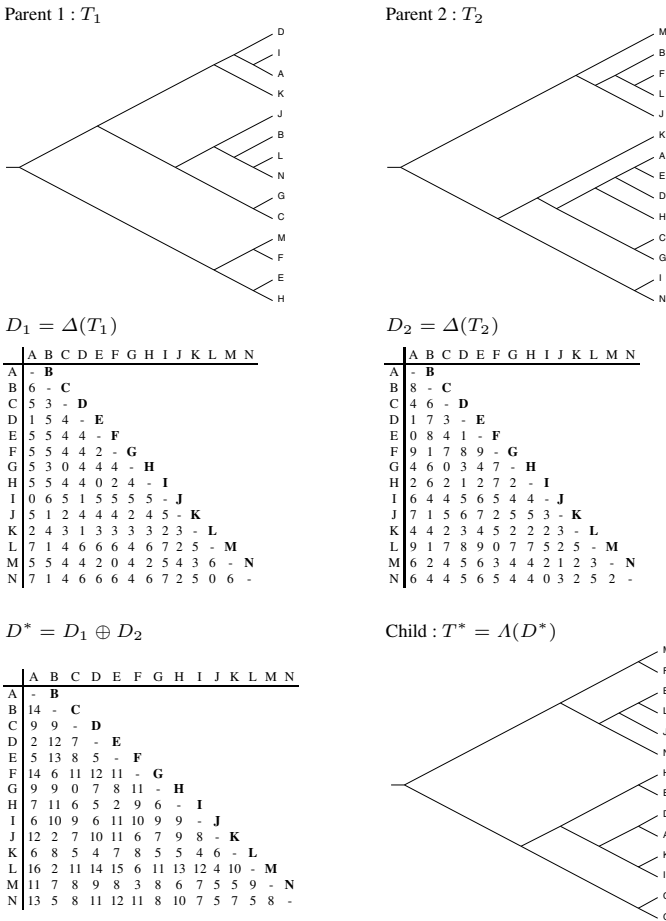 Parent 1 : T₁
D
I
A
K
J
B
L
N
G
C
M
F
E
H
Parent 2 : T₂
M
B
F
L
J
K
A
E
D
H
C
G
I
N
D₁ = Δ(T₁)
A B C D E F G H I J K L M N
A - B
B 6 - C
C 5 3 - D
D 1 5 4 - E
E 5 5 4 4 - F
F 5 5 4 4 2 - G
G 5 3 0 4 4 4 - H
H 5 5 4 4 0 2 4 - I
I 0 6 5 1 5 5 5 5 - J
J 5 1 2 4 4 4 2 4 5 - K
K 2 4 3 1 3 3 3 3 2 3 - L
L 7 1 4 6 6 6 4 6 7 2 5 - M
M 5 5 4 4 2 0 4 2 5 4 3 6 - N
N 7 1 4 6 6 6 4 6 7 2 5 0 6 -
D₂ = Δ(T₂)
A B C D E F G H I J K L M N
A - B
B 8 - C
C 4 6 - D
D 1 7 3 - E
E 0 8 4 1 - F
F 9 1 7 8 9 - G
G 4 6 0 3 4 7 - H
H 2 6 2 1 2 7 2 - I
I 6 4 4 5 6 5 4 4 - J
J 7 1 5 6 7 2 5 5 3 - K
K 4 4 2 3 4 5 2 2 2 3 - L
L 9 1 7 8 9 0 7 7 5 2 5 - M
M 6 2 4 5 6 3 4 4 2 1 2 3 - N
N 6 4 4 5 6 5 4 4 0 3 2 5 2 -
D* = D₁ ⊕ D₂
A B C D E F G H I J K L M N
A - B
B 14 - C
C 9 9 - D
D 2 12 7 - E
E 5 13 8 5 - F
F 14 6 11 12 11 - G
G 9 9 0 7 8 11 - H
H 7 11 6 5 2 9 6 - I
I 6 10 9 6 11 10 9 9 - J
J 12 2 7 10 11 6 7 9 8 - K
K 6 8 5 4 7 8 5 5 4 6 - L
L 16 2 11 14 15 6 11 13 12 4 10 - M
M 11 7 8 9 8 3 8 6 7 5 5 9 - N
N 13 5 8 11 12 11 8 10 7 5 7 5 8 -
Child : T* = Λ(D*)
L
J
N
H
D
A
K
I